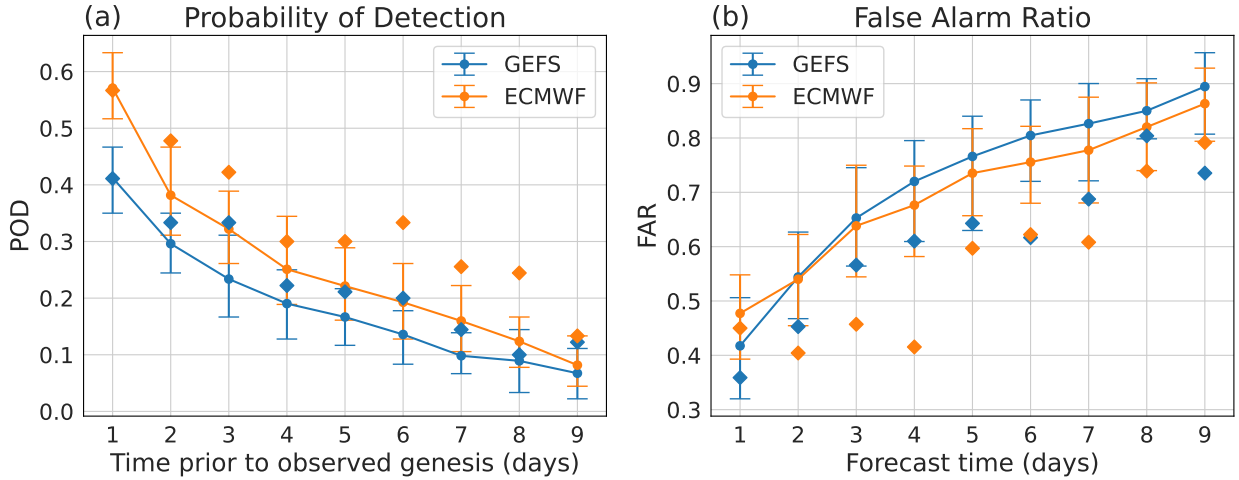 (a) Probability of Detection
GEFS
ECMWF
0.6
0.5
0.4
0.3
0.2
0.1
0.0
POD
1 2 3 4 5 6 7 8 9
Time prior to observed genesis (days)
(b) False Alarm Ratio
GEFS
ECMWF
0.9
0.8
0.7
0.6
0.5
0.4
0.3
FAR
1 2 3 4 5 6 7 8 9
Forecast time (days)